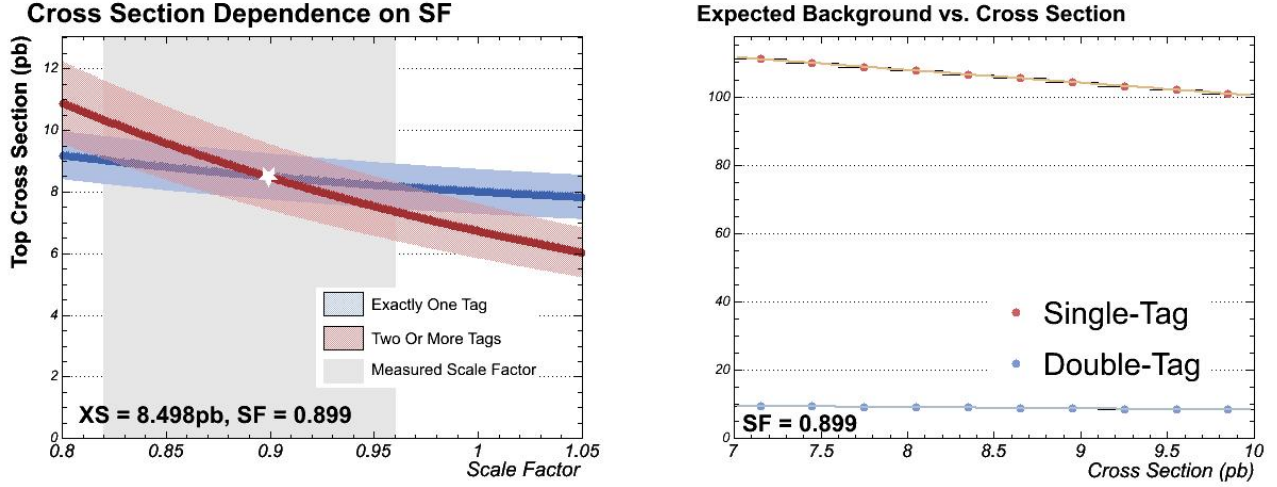 Cross Section Dependence on SF
Top Cross Section (pb)
12
10
8
6
4
2
0
Exactly One Tag
Two Or More Tags
Measured Scale Factor
XS = 8.498pb, SF = 0.899
0.8 0.85 0.9 0.95 1 1.05
Scale Factor
Expected Background vs. Cross Section
100
80
60
40
20
0
Single-Tag
Double-Tag
SF = 0.899
7 7.5 8 8.5 9 9.5 10
Cross Section (pb)